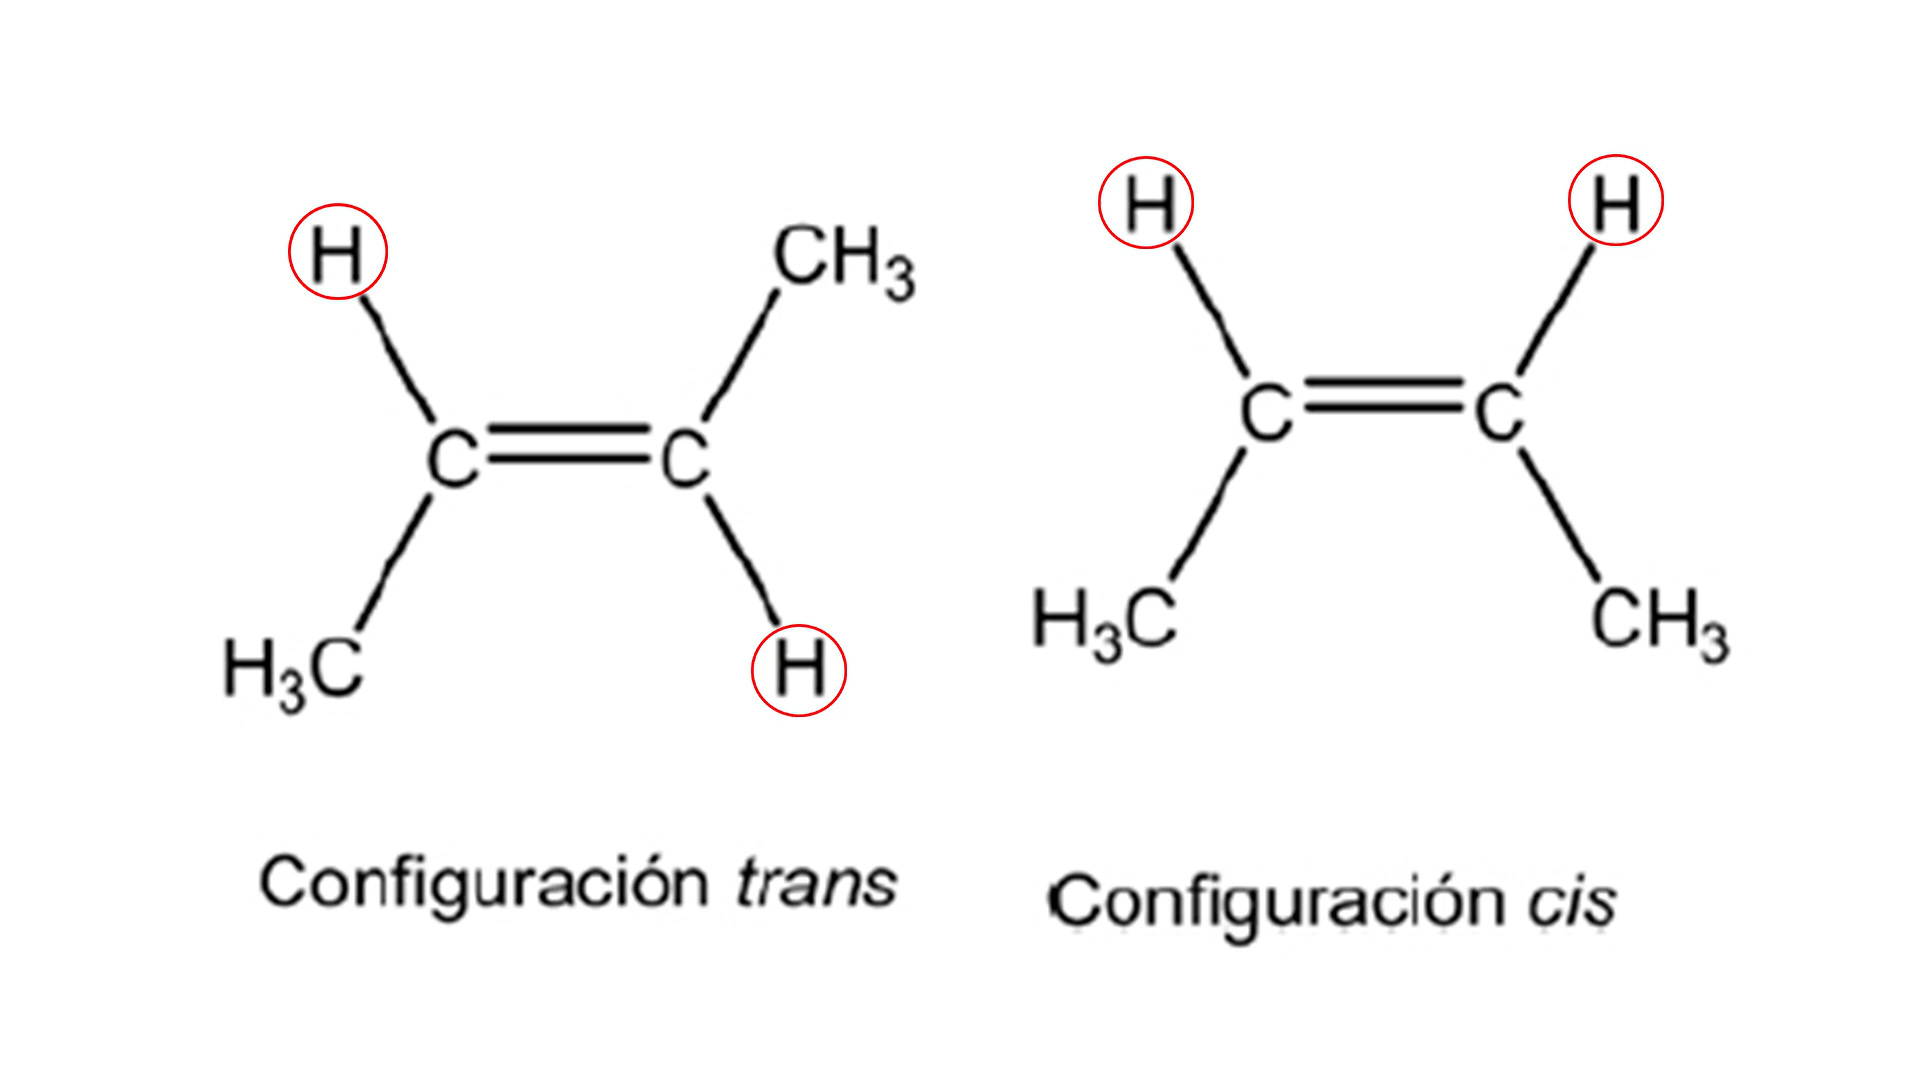 H
CH₃
C
C
H₃C
H
Configuración trans
H
H
C
C
H₃C
CH₃
Configuración cis